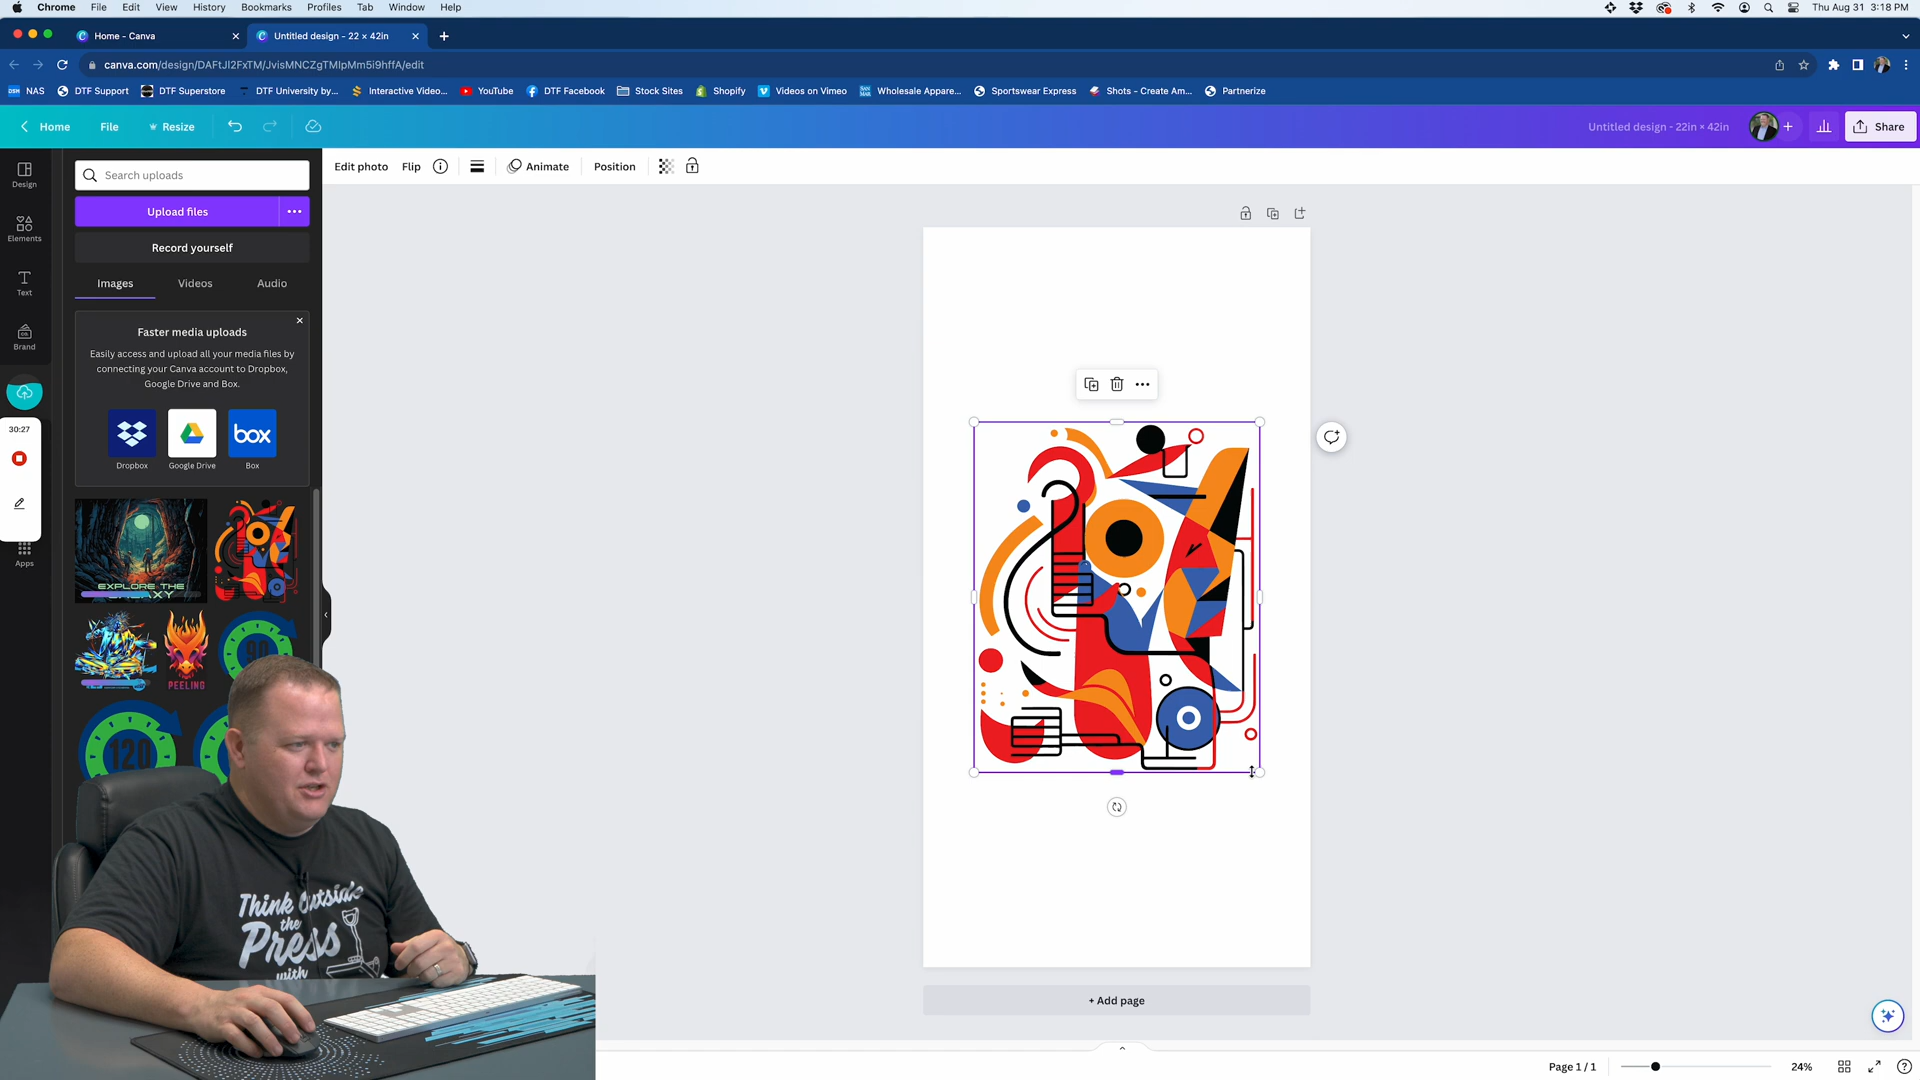 Chrome File Edit View History Bookmarks Profiles Tab Window Help Thu Aug 31 3:18 PM
Home - Canva Untitled design - 22 × 42in
canva.com/design/DAFtJI2FxTM/JvisMNCZgTMIpMm5i9hffA/edit
NAS DTF Support DTF Superstore DTF University by... Interactive Video... YouTube DTF Facebook Stock Sites Shopify Videos on Vimeo Wholesale Appare... Sportswear Express Shots - Create Am... Partnerize
Home File Resize Untitled design - 22in × 42in Share
Edit photo Flip Animate Position
Design
Elements
Text
Brand
30:27
Apps
Search uploads
Upload files
Record yourself
Images Videos Audio
Faster media uploads
Easily access and upload all your media files by
connecting your Canva account to Dropbox,
Google Drive and Box.
box
Dropbox Google Drive Box
EXPLORE THE
GALAXY
PEELING
90
120
Think Outside
the
Press
with
+ Add page
Page 1 / 1 24%